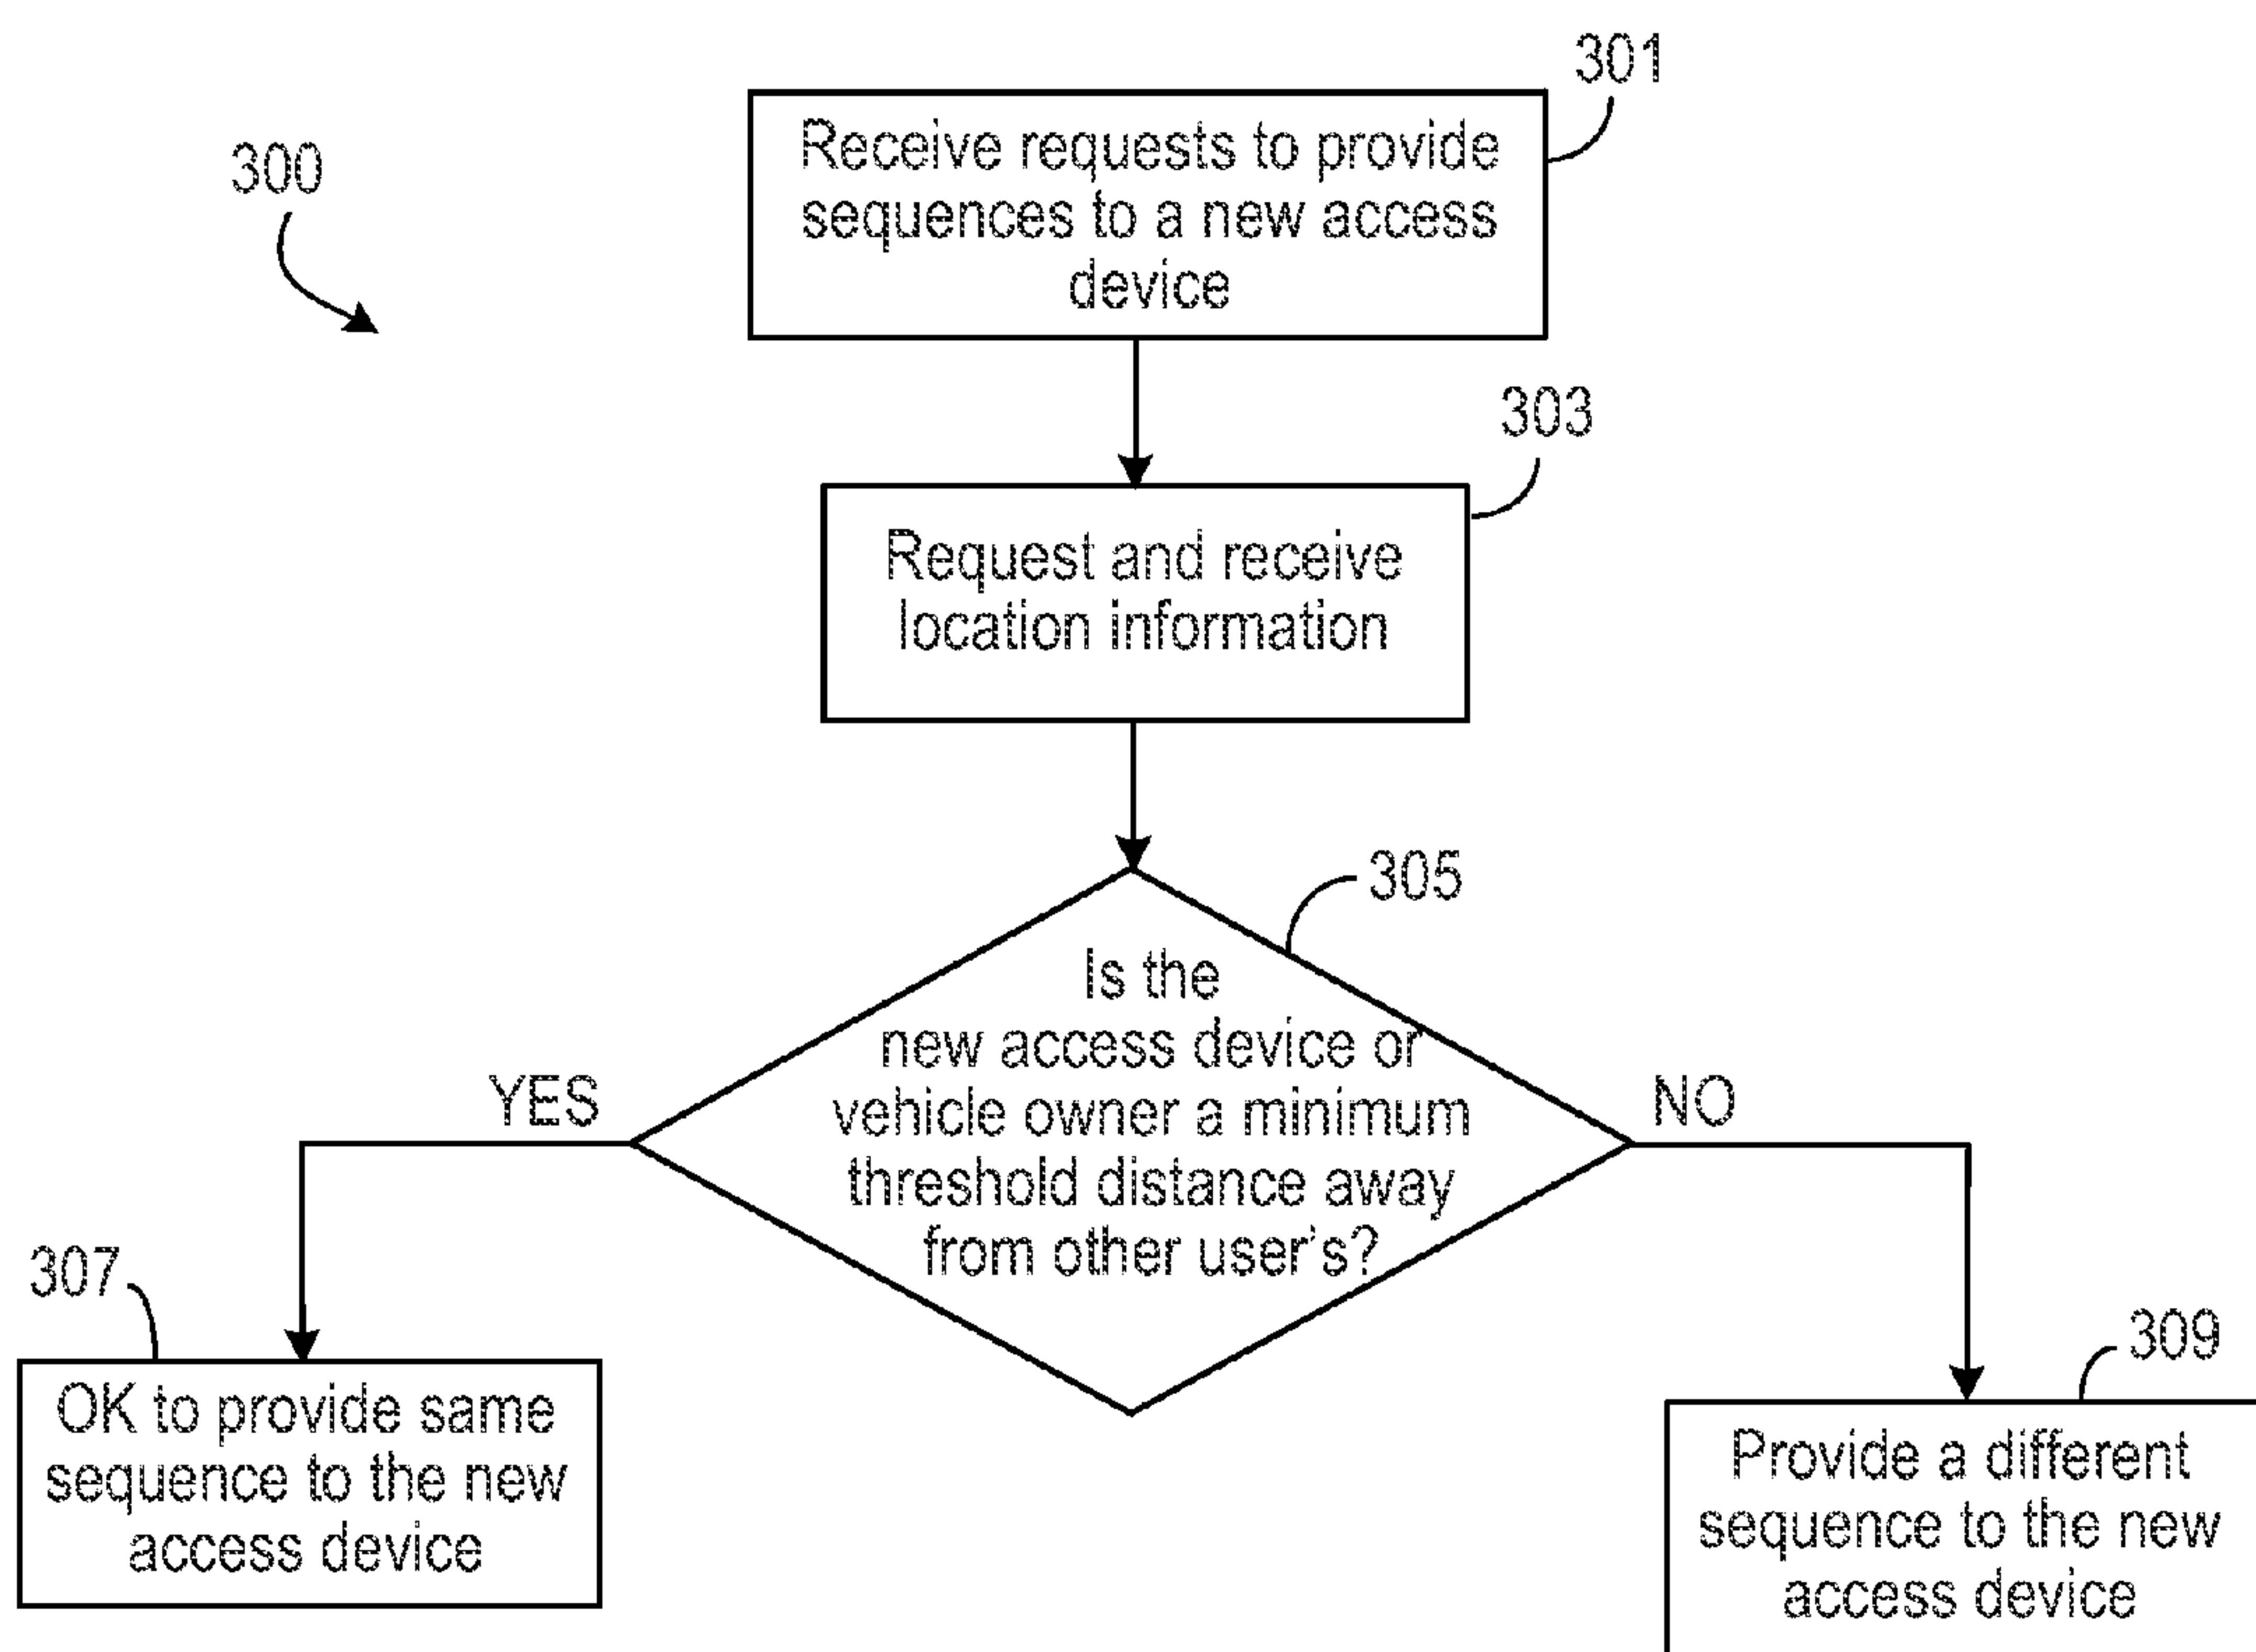 301
300
Receive requests to provide
sequences to a new access
device
303
Request and receive
location information
305
Is the
new access device or
vehicle owner a minimum
threshold distance away
from other user's?
YES
NO
307
OK to provide same
sequence to the new
access device
309
Provide a different
sequence to the new
access device